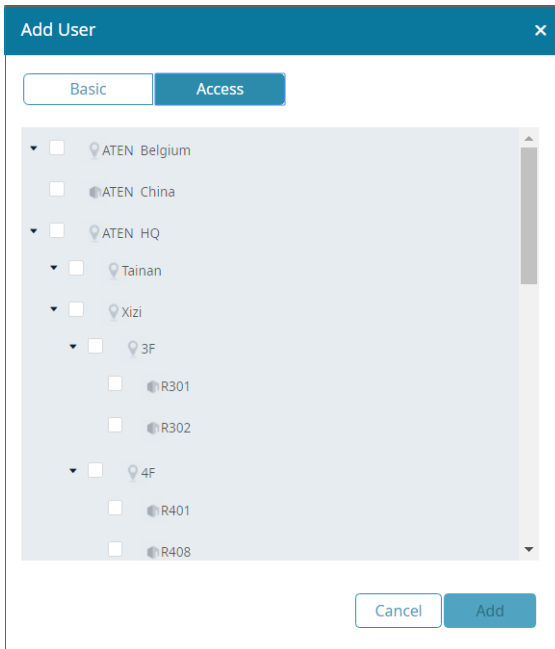 Add User
Basic
Access
ATEN Belgium
ATEN China
ATEN HQ
Tainan
Xizi
3F
R301
R302
4F
R401
R408
Cancel
Add